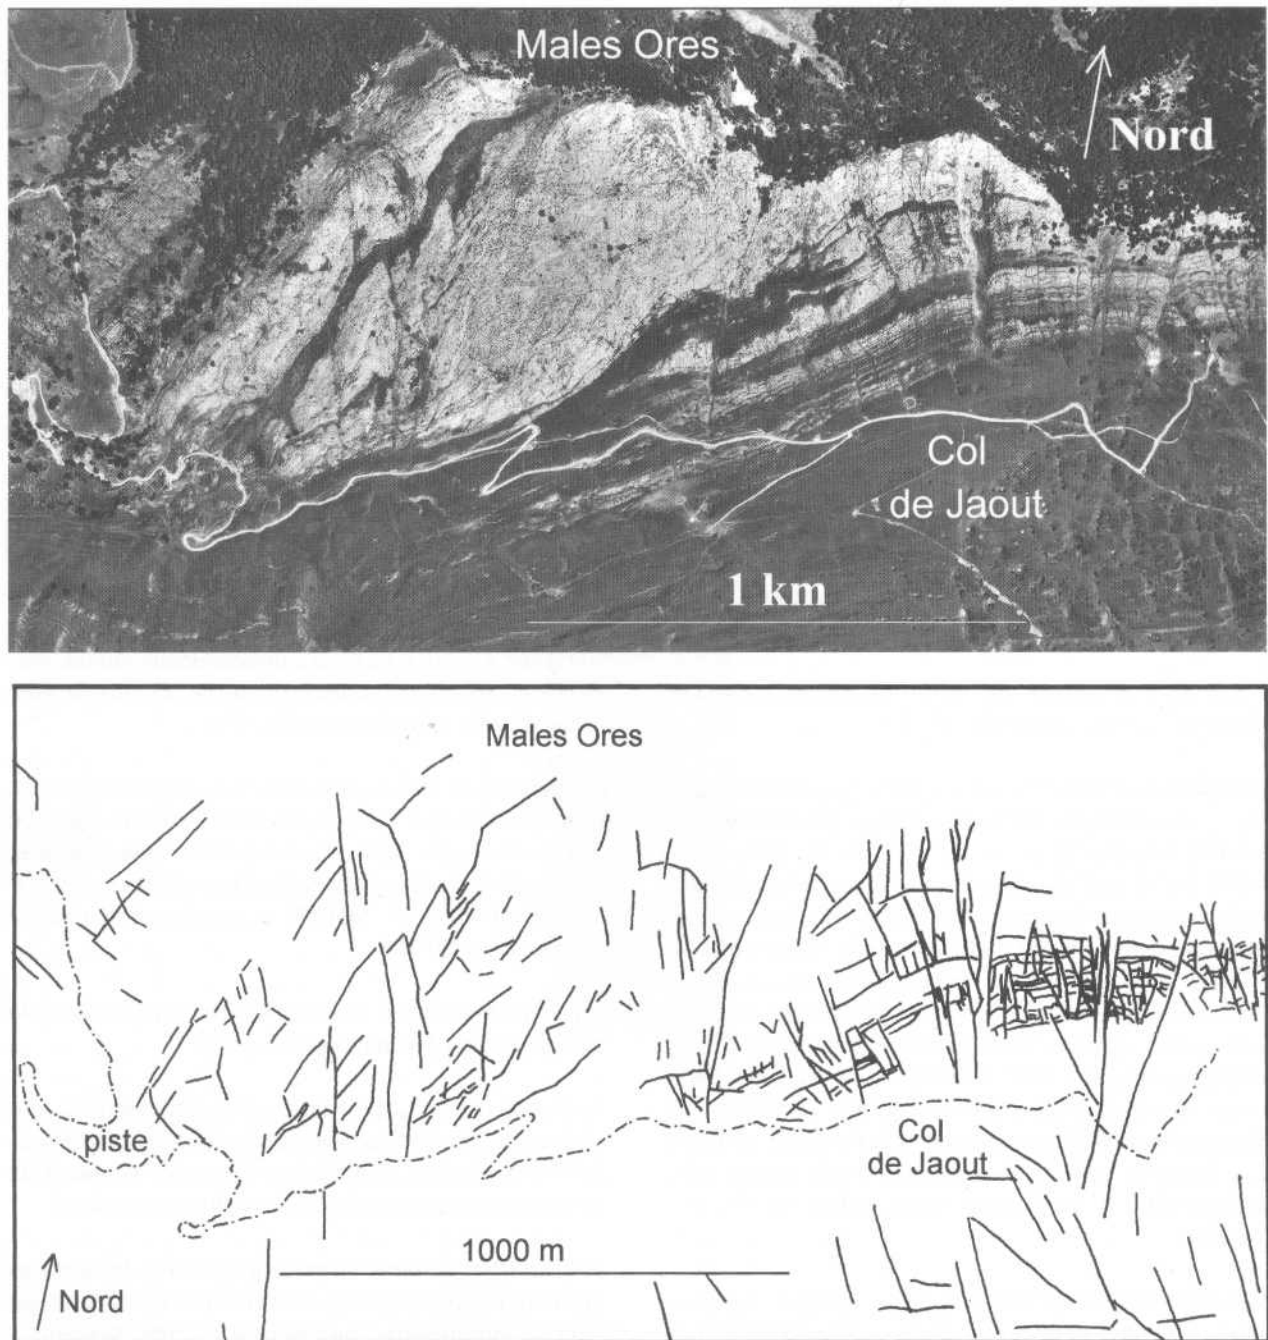 Males Ores
Nord
Col
de Jaout
1 km
Males Ores
piste
Col
de Jaout
1000 m
Nord